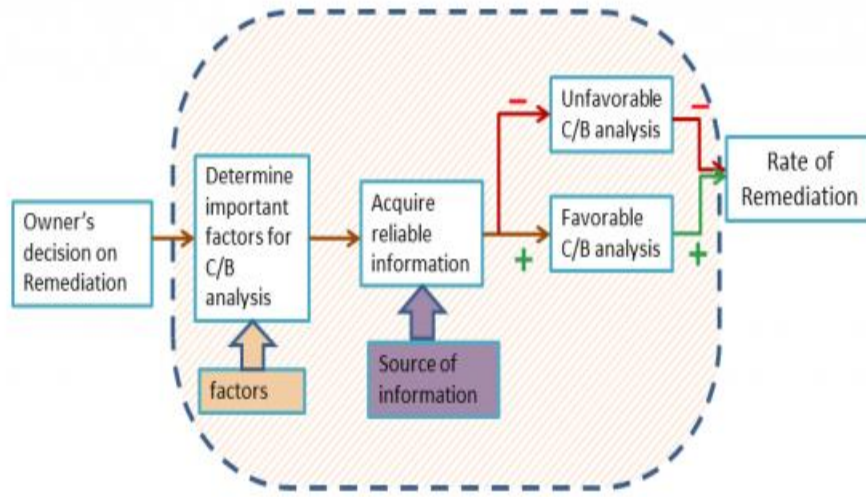 Owner's
decision on
Remediation
Determine
important
factors for
C/B
analysis
factors
Acquire
reliable
information
Source of
information
−
Unfavorable
C/B analysis
−
+
Favorable
C/B analysis
+
Rate of
Remediation